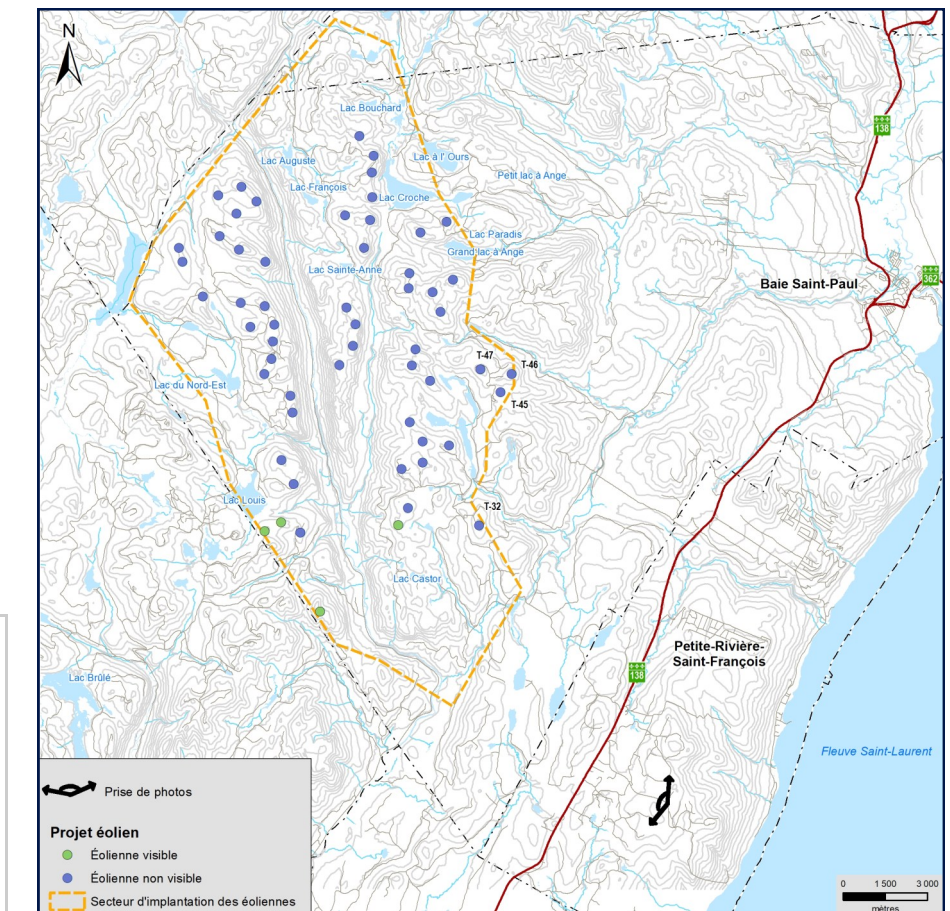 N
138
Lac Bouchard
Lac à l' Ours
Lac Auguste
Petit lac à Ange
Lac François
Lac Croche
Lac Paradis
Grand lac à Ange
Lac Sainte-Anne
362
Baie Saint-Paul
T-47
T-46
Lac du Nord-Est
T-45
Lac Louis
T-32
Lac Castor
Petite-Rivière-
Saint-François
138
Lac Brûlé
Fleuve Saint-Laurent
Prise de photos
Projet éolien
Éolienne visible
Éolienne non visible
Secteur d'implantation des éoliennes
0 1 500 3 000
mètres